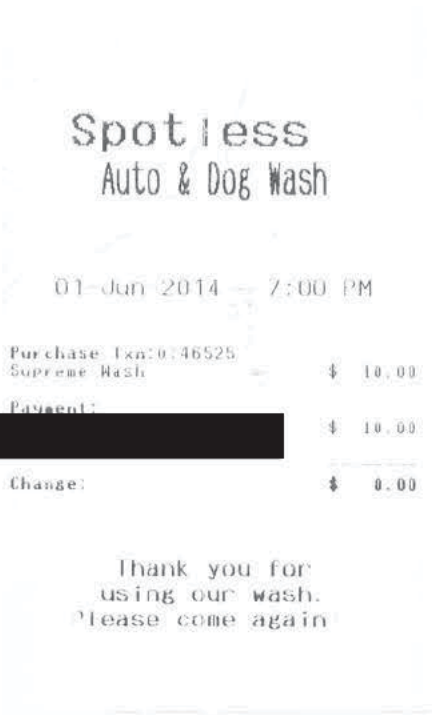 Spotless
Auto & Dog Wash
01-Jun-2014 - 7:00 PM
Purchase Txn:0:46525
Supreme Wash $ 10.00
Payment:
$ 10.00
Change: $ 0.00
Thank you for
using our wash.
Please come again